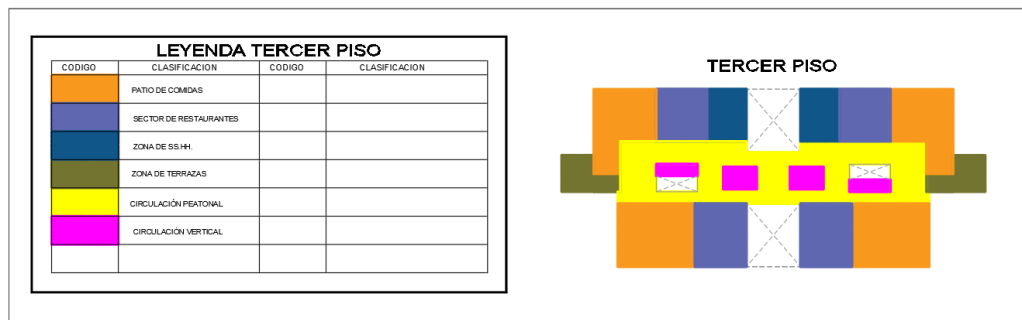 LEYENDA TERCER PISO
CODIGO CLASIFICACION CODIGO CLASIFICACION
PATIO DE COMIDAS
SECTOR DE RESTAURANTES
ZONA DE SS.HH.
ZONA DE TERRAZAS
CIRCULACIÓN PEATONAL
CIRCULACIÓN VERTICAL
TERCER PISO